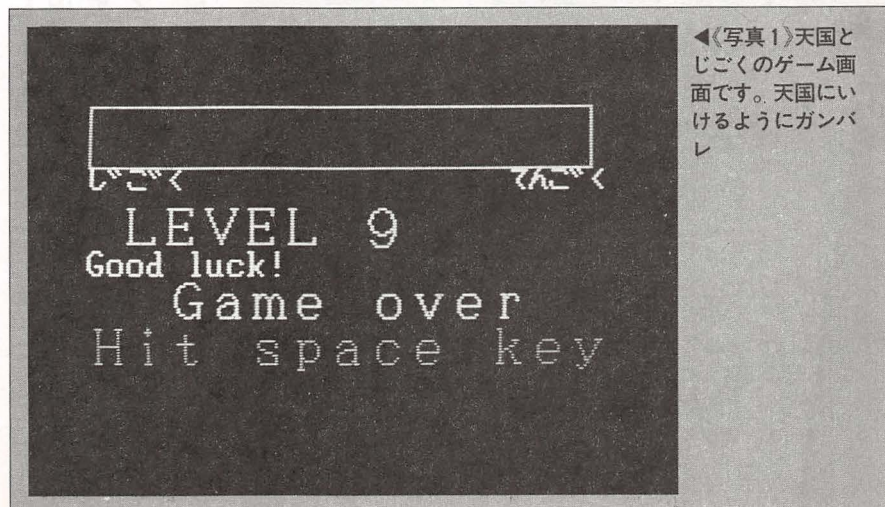 ◀《写真1》天国と
じごくのゲーム画
面です。天国にい
けるようにガンバ
レ
じごく てんごく
LEVEL 9
Good luck!
Game over
Hit space key